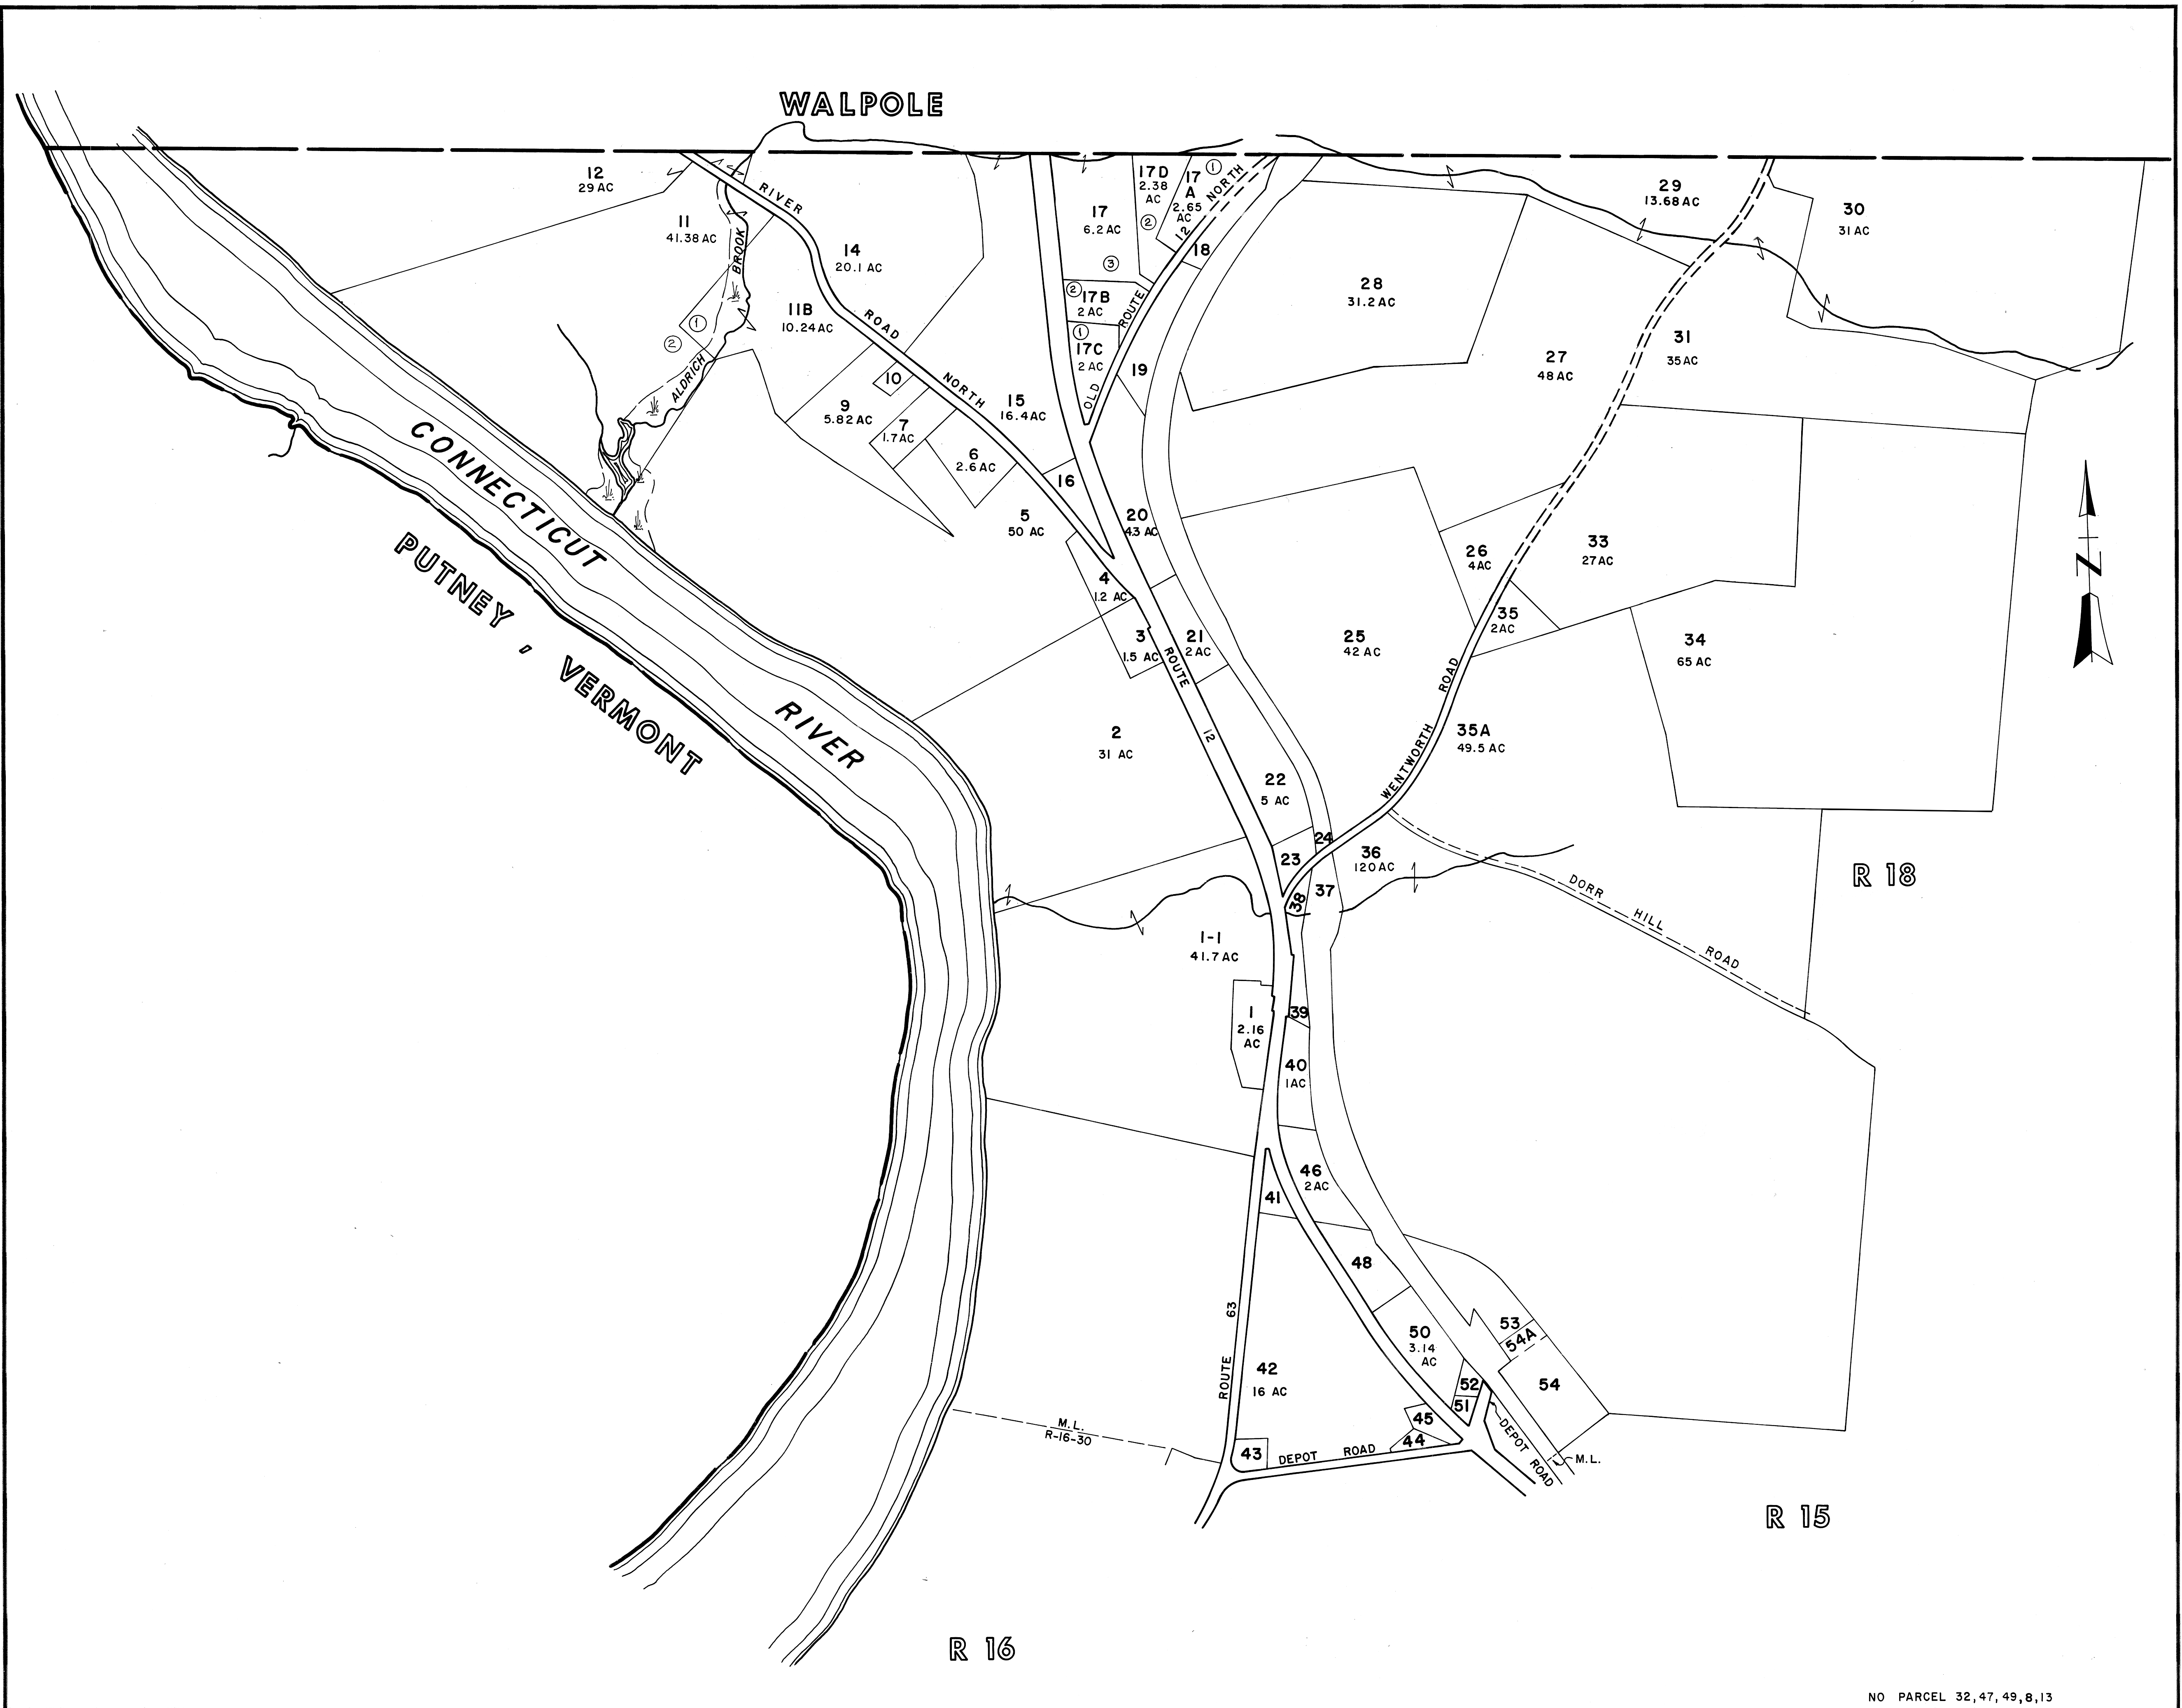 WALPOLE
12
29 AC
11
41.38 AC
RIVER
14
20.1 AC
BROOK
11B
10.24 AC
ROAD
①
②
ALDRICH
17
6.2 AC
③
17D
2.38
AC
②
17
A
2.65
AC
①
NORTH
12
ROUTE
OLD
18
②
17B
2 AC
①
17C
2 AC
19
10
9
5.82 AC
7
1.7 AC
6
2.6 AC
NORTH
15
16.4 AC
16
5
50 AC
20
4.3 AC
4
1.2 AC
3
1.5 AC
21
2 AC
ROUTE
12
2
31 AC
22
5 AC
28
31.2 AC
29
13.68 AC
30
31 AC
27
48 AC
31
35 AC
26
4 AC
33
27 AC
35
2 AC
34
65 AC
25
42 AC
ROAD
WENTWORTH
35A
49.5 AC
24
23
36
120 AC
37
38
DORR
HILL
ROAD
R 18
CONNECTICUT
RIVER
PUTNEY , VERMONT
N
1-1
41.7 AC
1
2.16
AC
39
40
1 AC
46
2 AC
41
48
63
ROUTE
42
16 AC
50
3.14
AC
52
51
53
54A
54
45
44
43
DEPOT ROAD
DEPOT ROAD
M.L.
M.L.
R-16-30
R 15
R 16
NO PARCEL 32,47,49,8,13